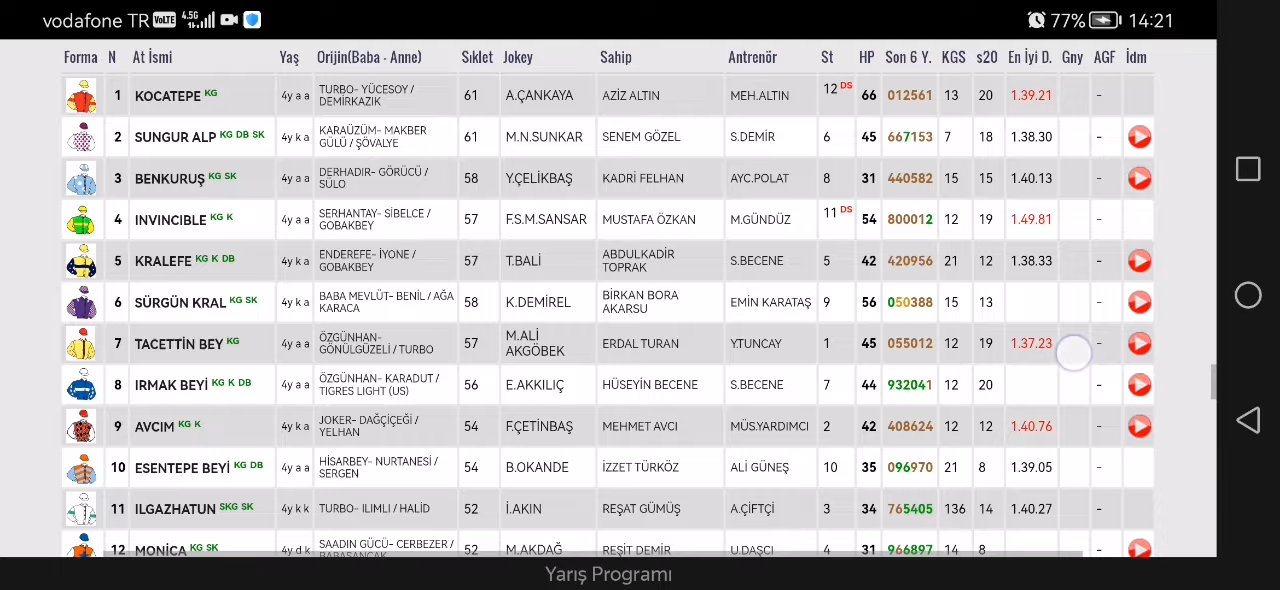 vodafone TR VoLTE 4.5G 77% 14:21
Forma N At İsmi Yaş Orijin(Baba - Anne) Sıklet Jokey Sahip Antrenör St HP Son 6 Y. KGS s20 En İyi D. Gny AGF İdm
1 KOCATEPE KG 4y a a TURBO- YÜCESOY / DEMİRKAZIK 61 A.ÇANKAYA AZİZ ALTIN MEH.ALTIN 12 DS 66 012561 13 20 1.39.21 -
2 SUNGUR ALP KG DB SK 4y k a KARAÜZÜM- MAKBER GÜLÜ / ŞÖVALYE 61 M.N.SUNKAR SENEM GÖZEL S.DEMİR 6 45 667153 7 18 1.38.30 -
3 BENKURUŞ KG SK 4y a a DERHADIR- GÖRÜCÜ / SÜLO 58 Y.ÇELİKBAŞ KADRİ FELHAN AYC.POLAT 8 31 440582 15 15 1.40.13 -
4 INVINCIBLE KG K 4y a a SERHANTAY- SİBELCE / GOBAKBEY 57 F.S.M.SANSAR MUSTAFA ÖZKAN M.GÜNDÜZ 11 DS 54 800012 12 19 1.49.81 -
5 KRALEFE KG K DB 4y k a ENDEREFE- İYONE / GOBAKBEY 57 T.BALİ ABDULKADİR TOPRAK S.BECENE 5 42 420956 21 12 1.38.33 -
6 SÜRGÜN KRAL KG SK 4y k a BABA MEVLÜT- BENİL / AĞA KARACA 58 K.DEMİREL BİRKAN BORA AKARSU EMİN KARATAŞ 9 56 050388 15 13 -
7 TACETTİN BEY KG 4y a a ÖZGÜNHAN- GÖNÜLGÜZELİ / TURBO 57 M.ALİ AKGÖBEK ERDAL TURAN Y.TUNCAY 1 45 055012 12 19 1.37.23 -
8 IRMAK BEYİ KG K DB 4y a a ÖZGÜNHAN- KARADUT / TIGRES LIGHT (US) 56 E.AKKILIÇ HÜSEYİN BECENE S.BECENE 7 44 932041 12 20 -
9 AVCIM KG K 4y k a JOKER- DAĞÇİÇEĞİ / YELHAN 54 F.ÇETİNBAŞ MEHMET AVCI MÜS.YARDIMCI 2 42 408624 12 12 1.40.76 -
10 ESENTEPE BEYİ KG DB 4y a a HİSARBEY- NURTANESİ / SERGEN 54 B.OKANDE İZZET TÜRKÖZ ALİ GÜNEŞ 10 35 096970 21 8 1.39.05 -
11 ILGAZHATUN SKG SK 4y k k TURBO- ILIMLI / HALİD 52 İ.AKIN REŞAT GÜMÜŞ A.ÇİFTÇİ 3 34 765405 136 14 1.40.27 -
12 MONİCA KG SK 4y d k SAADIN GÜCÜ- CERBEZER / BABASANCAK 52 M.AKDAĞ REŞİT DEMİR U.DAŞCI 4 31 966897 14 8 -
Yarış Programı